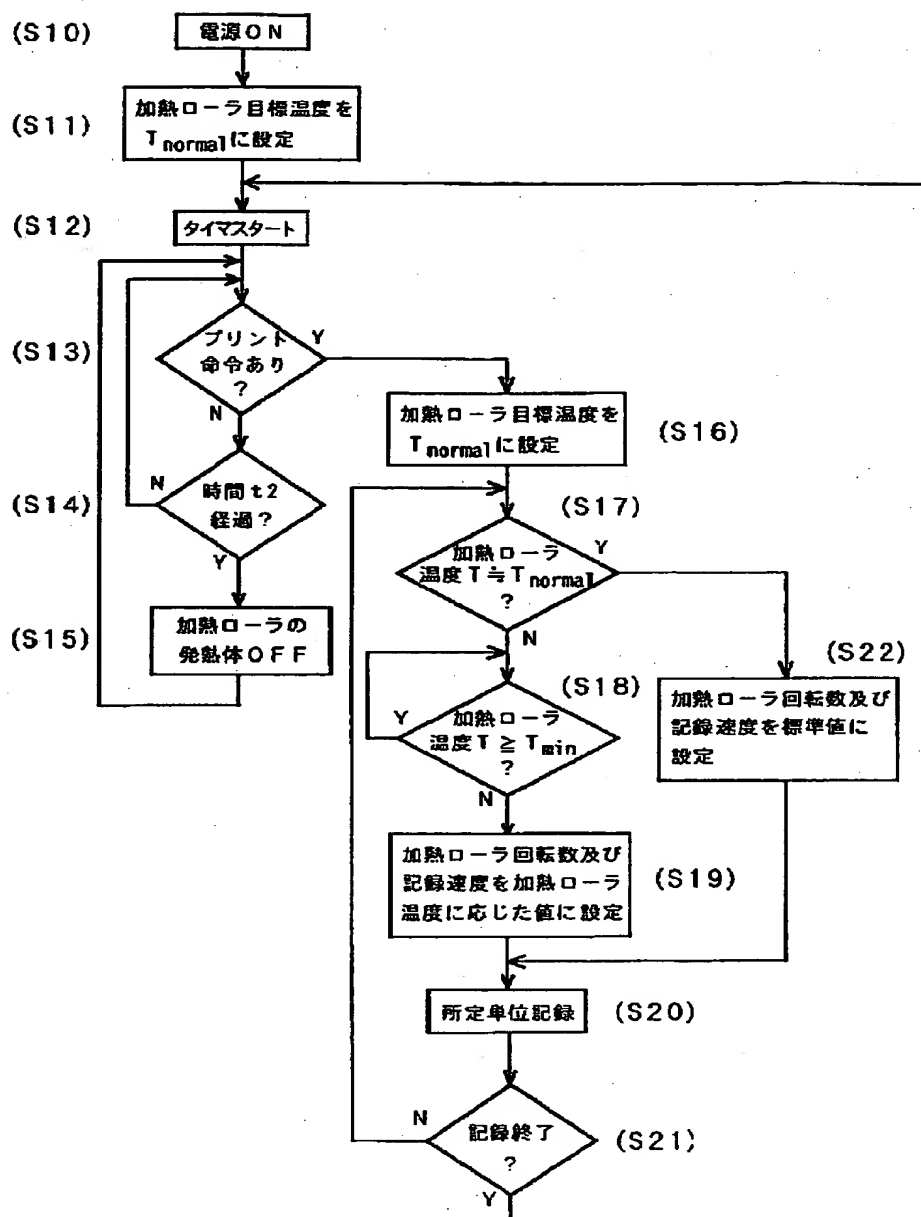 (S10)
電源ON
(S11)
加熱ローラ目標温度を
Tnormalに設定
(S12)
タイマスタート
(S13)
プリント
命令あり
?
Y
N
(S14)
時間t2
経過?
N
Y
(S15)
加熱ローラの
発熱体OFF
加熱ローラ目標温度を
Tnormalに設定
(S16)
(S17)
加熱ローラ
温度T≒Tnormal
?
Y
N
(S18)
加熱ローラ
温度T≧Tmin
?
Y
N
(S22)
加熱ローラ回転数及び
記録速度を標準値に
設定
加熱ローラ回転数及び
記録速度を加熱ローラ
温度に応じた値に設定
(S19)
所定単位記録
(S20)
記録終了
?
(S21)
N
Y